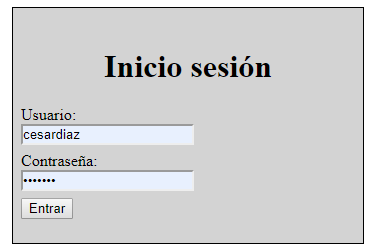 Inicio sesión
Usuario:
cesardiaz
Contraseña:
•••••••
Entrar